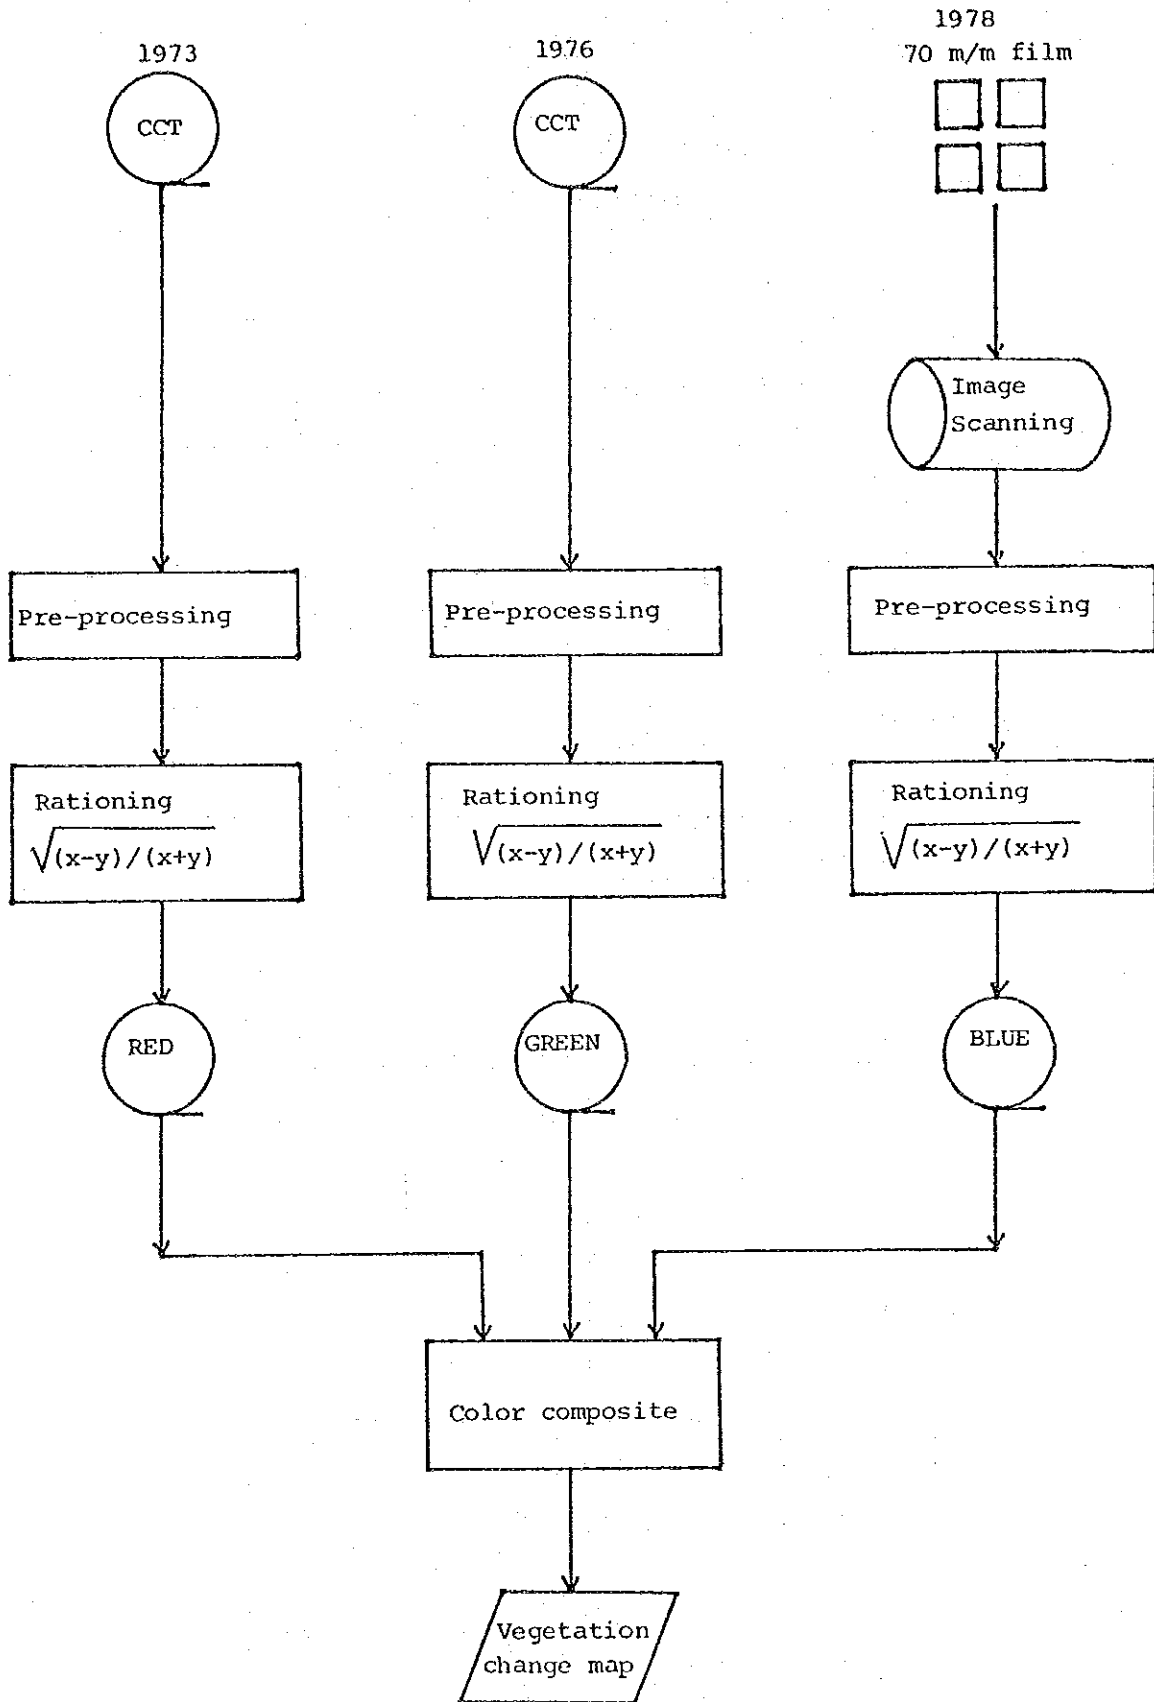 1973
CCT
1976
CCT
1978
70 m/m film
Image
Scanning
Pre-processing
Pre-processing
Pre-processing
Rationing
√(x-y)/(x+y)
Rationing
√(x-y)/(x+y)
Rationing
√(x-y)/(x+y)
RED
GREEN
BLUE
Color composite
Vegetation
change map